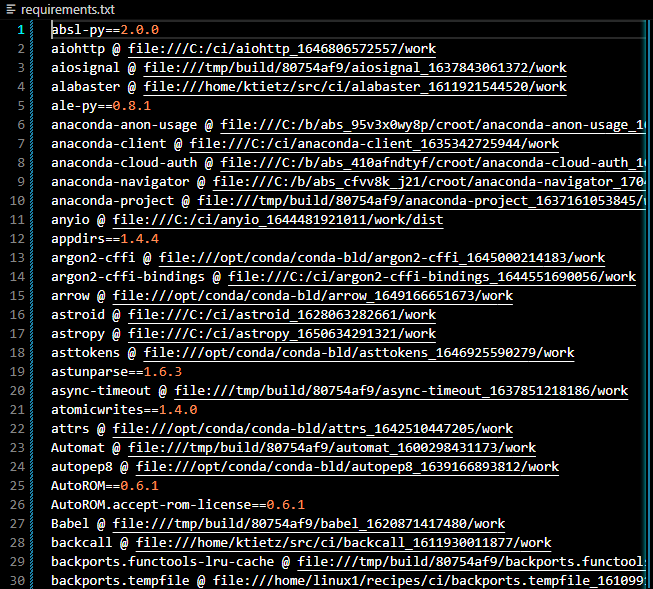 requirements.txt
1 absl-py==2.0.0
2 aiohttp @ file:///C:/ci/aiohttp_1646806572557/work
3 aiosignal @ file:///tmp/build/80754af9/aiosignal_1637843061372/work
4 alabaster @ file:///home/ktietz/src/ci/alabaster_1611921544520/work
5 ale-py==0.8.1
6 anaconda-anon-usage @ file:///C:/b/abs_95v3x0wy8p/croot/anaconda-anon-usage_16
7 anaconda-client @ file:///C:/ci/anaconda-client_1635342725944/work
8 anaconda-cloud-auth @ file:///C:/b/abs_410afndtyf/croot/anaconda-cloud-auth_16
9 anaconda-navigator @ file:///C:/b/abs_cfvv8k_j21/croot/anaconda-navigator_1704
10 anaconda-project @ file:///tmp/build/80754af9/anaconda-project_1637161053845/w
11 anyio @ file:///C:/ci/anyio_1644481921011/work/dist
12 appdirs==1.4.4
13 argon2-cffi @ file:///opt/conda/conda-bld/argon2-cffi_1645000214183/work
14 argon2-cffi-bindings @ file:///C:/ci/argon2-cffi-bindings_1644551690056/work
15 arrow @ file:///opt/conda/conda-bld/arrow_1649166651673/work
16 astroid @ file:///C:/ci/astroid_1628063282661/work
17 astropy @ file:///C:/ci/astropy_1650634291321/work
18 asttokens @ file:///opt/conda/conda-bld/asttokens_1646925590279/work
19 astunparse==1.6.3
20 async-timeout @ file:///tmp/build/80754af9/async-timeout_1637851218186/work
21 atomicwrites==1.4.0
22 attrs @ file:///opt/conda/conda-bld/attrs_1642510447205/work
23 Automat @ file:///tmp/build/80754af9/automat_1600298431173/work
24 autopep8 @ file:///opt/conda/conda-bld/autopep8_1639166893812/work
25 AutoROM==0.6.1
26 AutoROM.accept-rom-license==0.6.1
27 Babel @ file:///tmp/build/80754af9/babel_1620871417480/work
28 backcall @ file:///home/ktietz/src/ci/backcall_1611930011877/work
29 backports.functools-lru-cache @ file:///tmp/build/80754af9/backports.functool
30 backports.tempfile @ file:///home/linux1/recipes/ci/backports.tempfile_161099